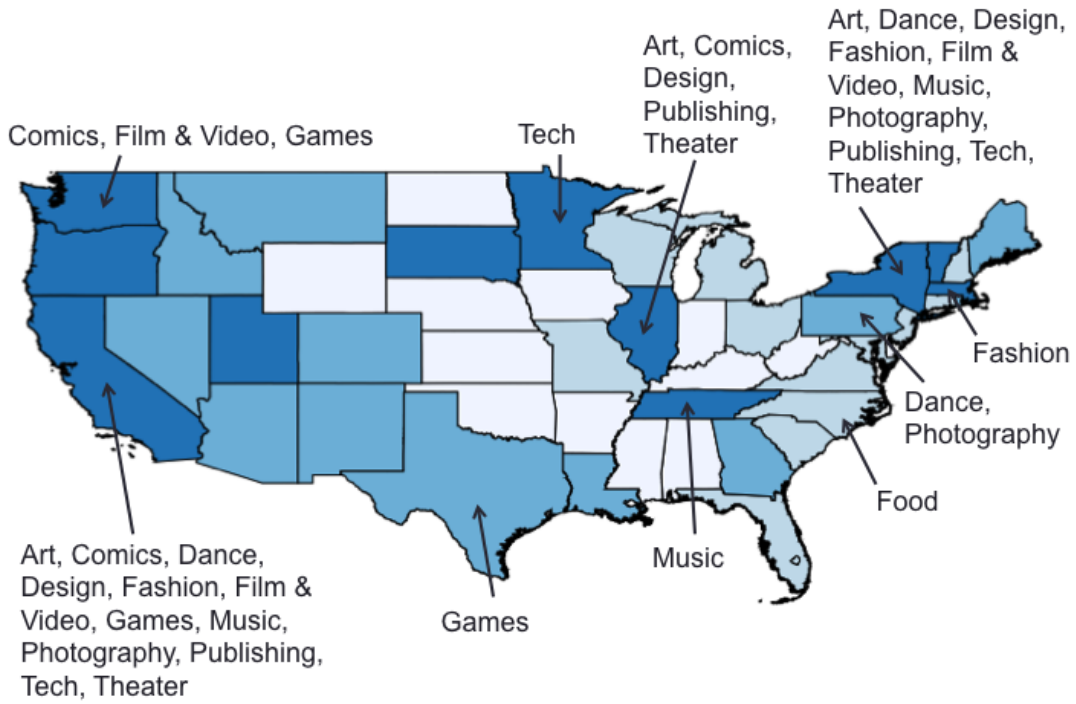 Art, Dance, Design,
Fashion, Film &
Video, Music,
Photography,
Publishing, Tech,
Theater
Art, Comics,
Design,
Publishing,
Theater
Comics, Film & Video, Games
Tech
Fashion
Dance,
Photography
Food
Music
Games
Art, Comics, Dance,
Design, Fashion, Film &
Video, Games, Music,
Photography, Publishing,
Tech, Theater